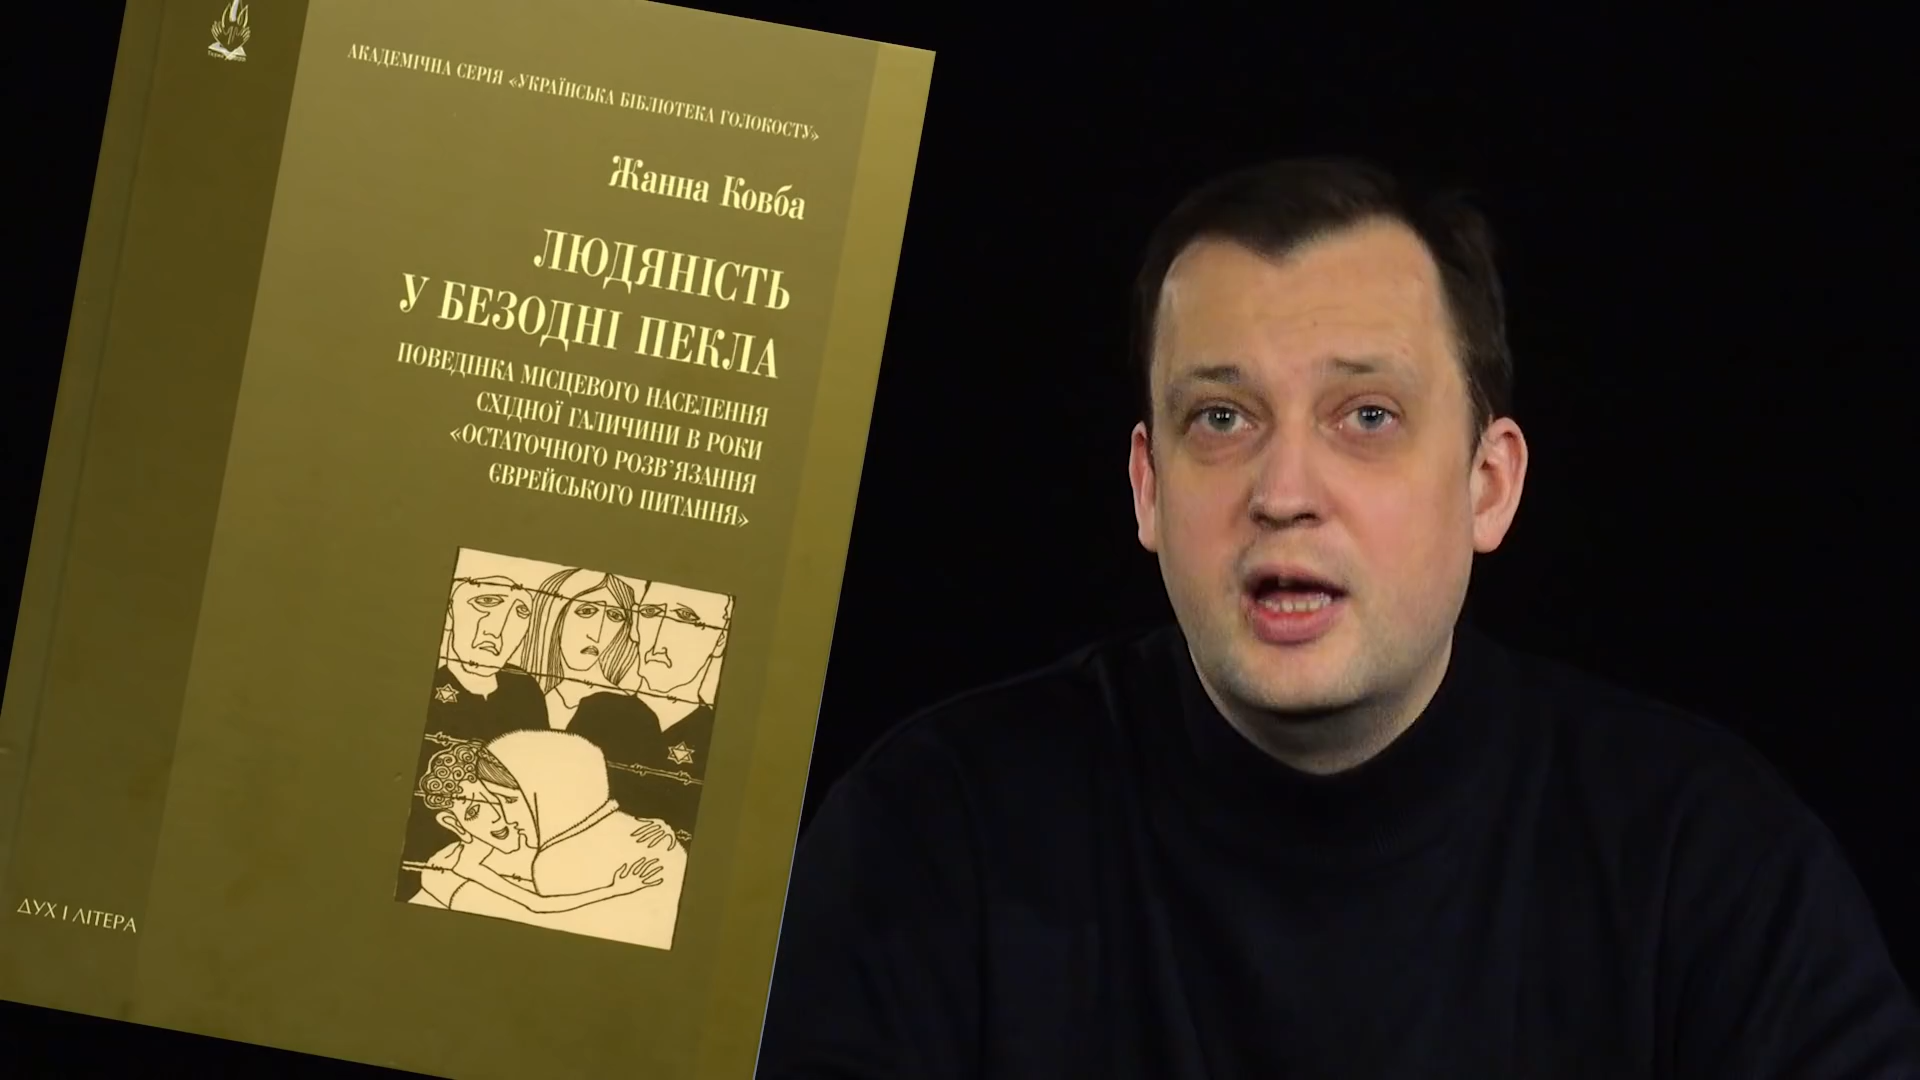 АКАДЕМІЧНА СЕРІЯ «УКРАЇНСЬКА БІБЛІОТЕКА ГОЛОКОСТУ»
Жанна Ковба
ЛЮДЯНІСТЬ
У БЕЗОДНІ ПЕКЛА
ПОВЕДІНКА МІСЦЕВОГО НАСЕЛЕННЯ
СХІДНОЇ ГАЛИЧИНИ В РОКИ
«ОСТАТОЧНОГО РОЗВ'ЯЗАННЯ
ЄВРЕЙСЬКОГО ПИТАННЯ»
ДУХ І ЛІТЕРА